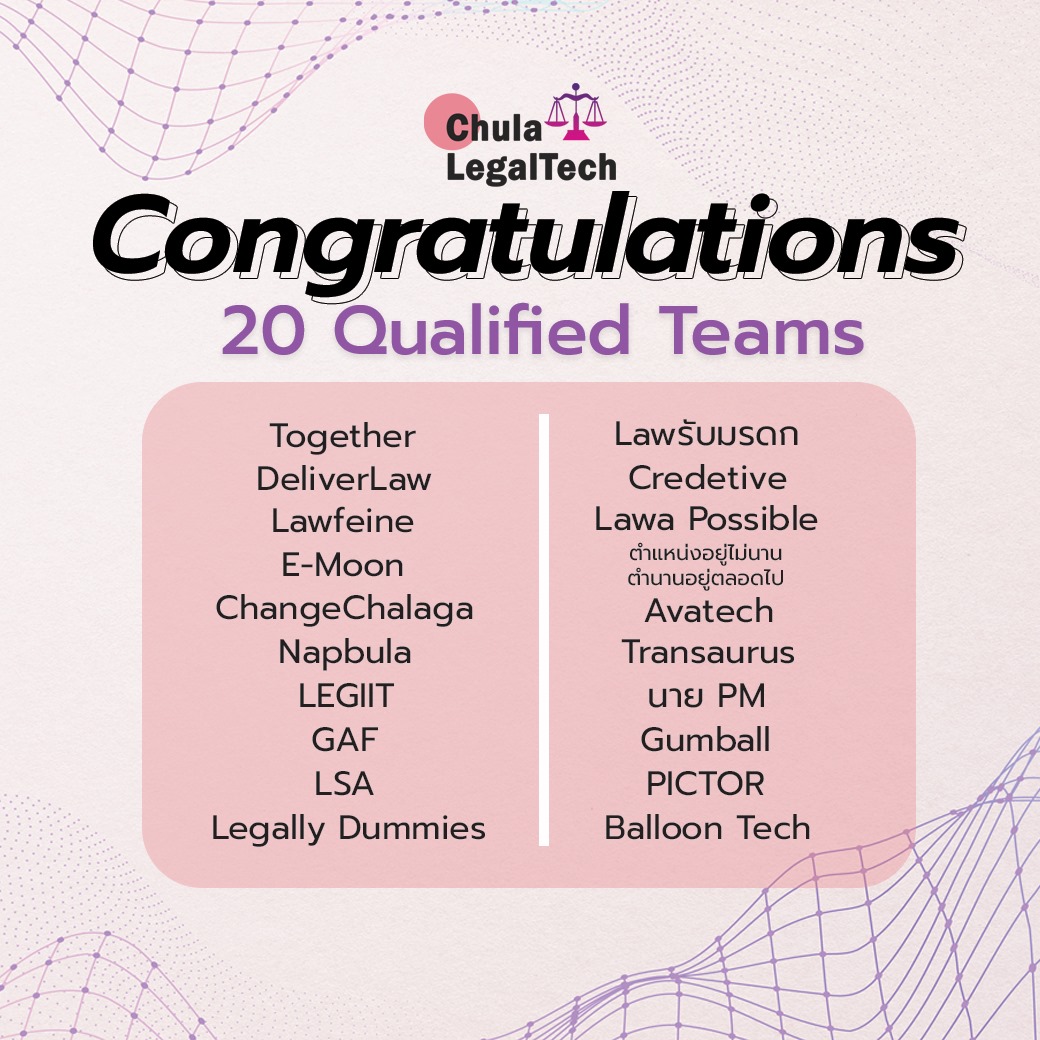 Chula
LegalTech
Congratulations
20 Qualified Teams
Together
DeliverLaw
Lawfeine
E-Moon
ChangeChalaga
Napbula
LEGIIT
GAF
LSA
Legally Dummies
Lawรับมรดก
Credetive
Lawa Possible
ตำแหน่งอยู่ไม่นาน
ตำนานอยู่ตลอดไป
Avatech
Transaurus
นาย PM
Gumball
PICTOR
Balloon Tech